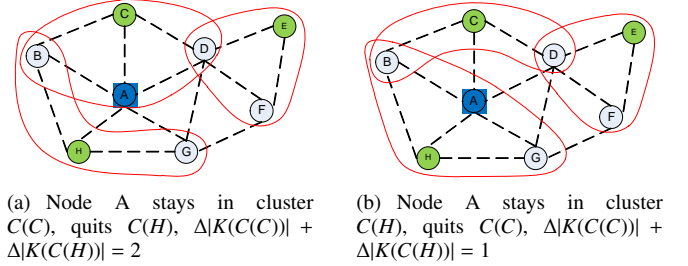 C
E
B
D
A
F
H
G
C
E
B
D
A
F
H
G
(a) Node A stays in cluster
C(C), quits C(H), Δ|K(C(C))| +
Δ|K(C(H))| = 2
(b) Node A stays in cluster
C(H), quits C(C), Δ|K(C(C))| +
Δ|K(C(H))| = 1